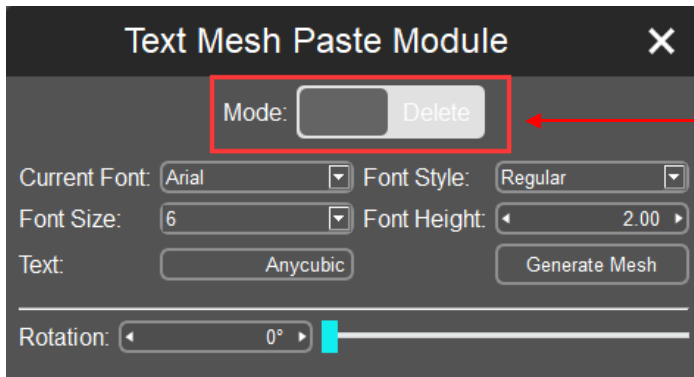 Text Mesh Paste Module
Mode: Delete
Current Font: Arial Font Style: Regular
Font Size: 6 Font Height: 2.00
Text: Anycubic Generate Mesh
Rotation: 0°